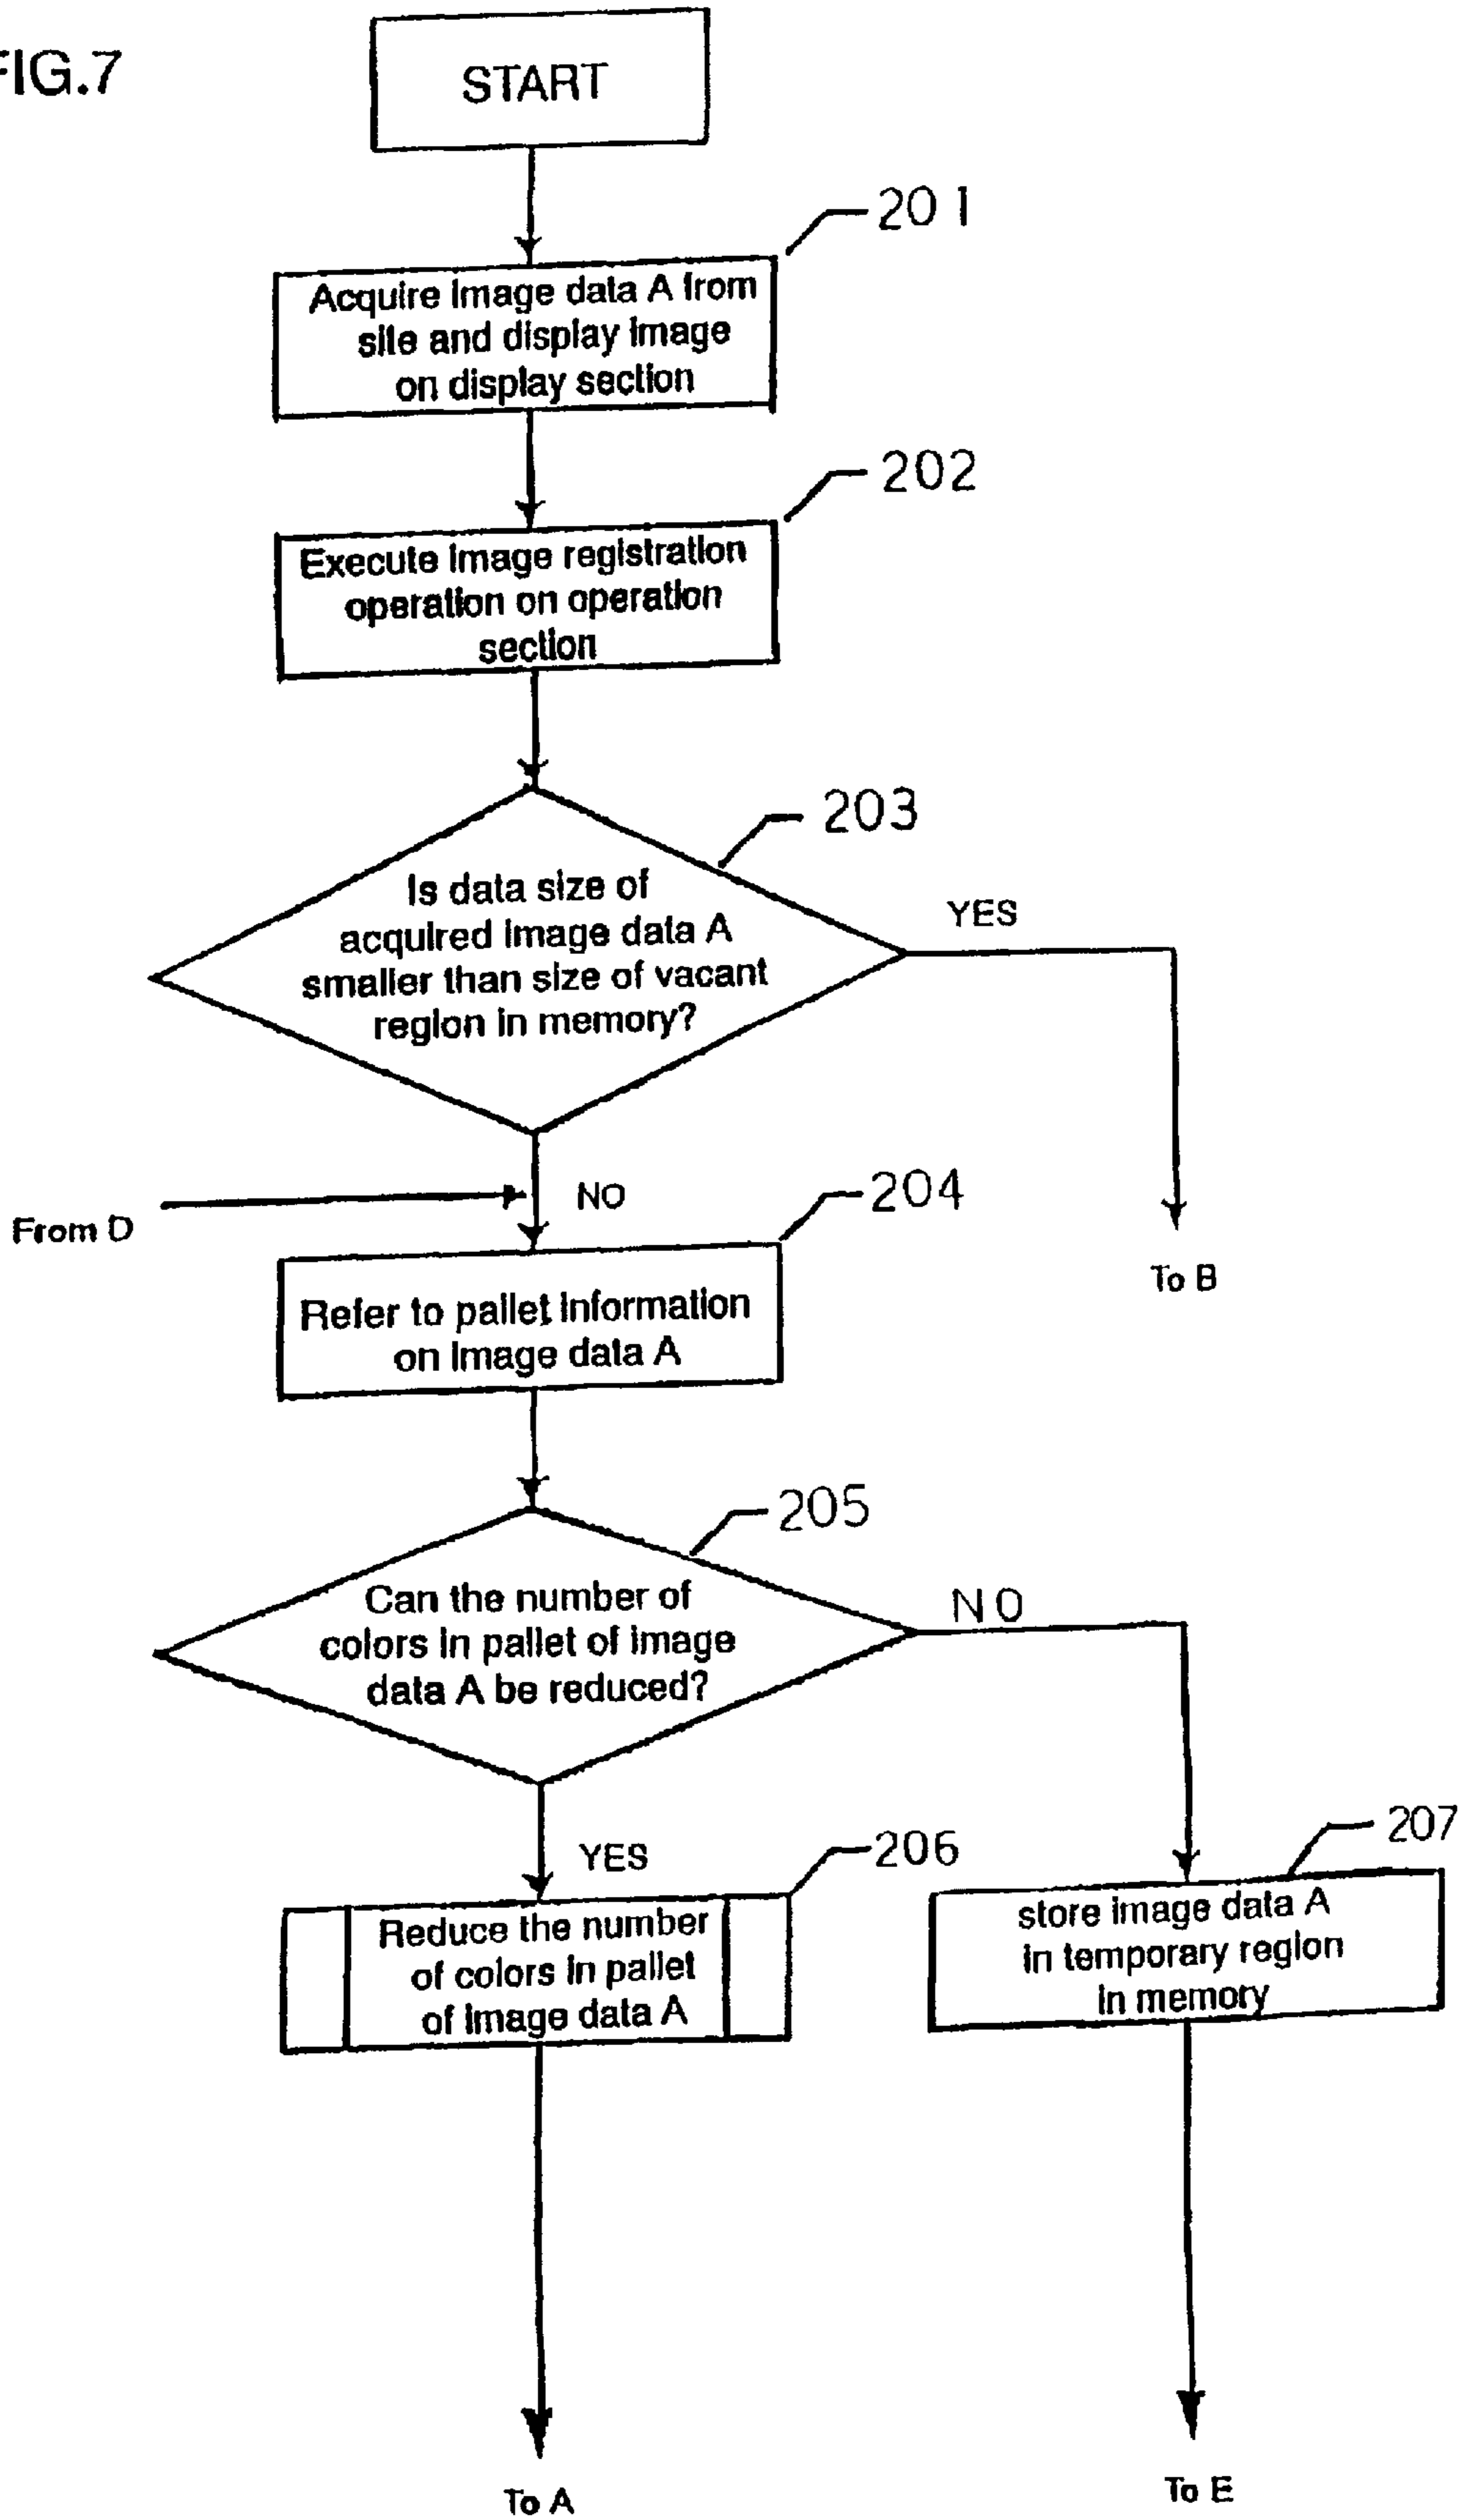 FIG.7
START
201
Acquire image data A from
site and display image
on display section
202
Execute image registration
operation on operation
section
203
Is data size of
acquired image data A
smaller than size of vacant
region in memory?
YES
From D
NO
204
To B
Refer to pallet information
on image data A
205
Can the number of
colors in pallet of image
data A be reduced?
NO
YES
206
207
Reduce the number
of colors in pallet
of image data A
store image data A
in temporary region
in memory
To A
To E